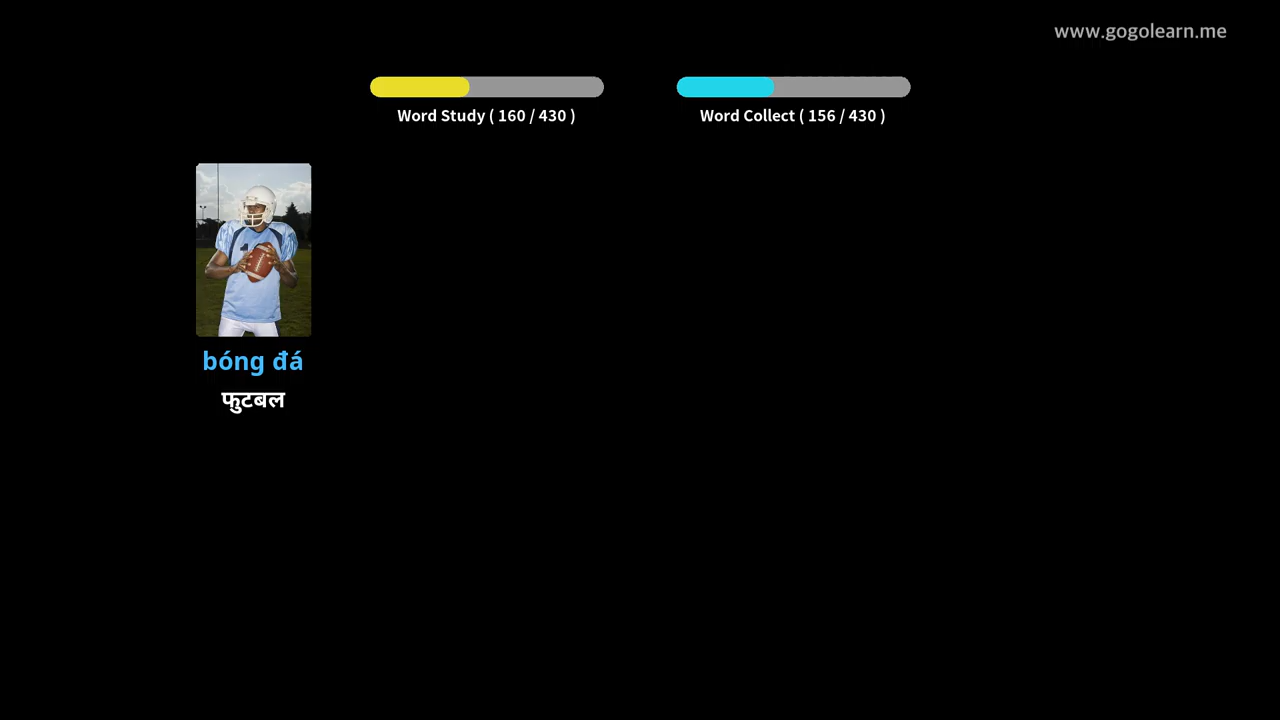 www.gogolearn.me
Word Study ( 160 / 430 )
Word Collect ( 156 / 430 )
bóng đá
फुटबल